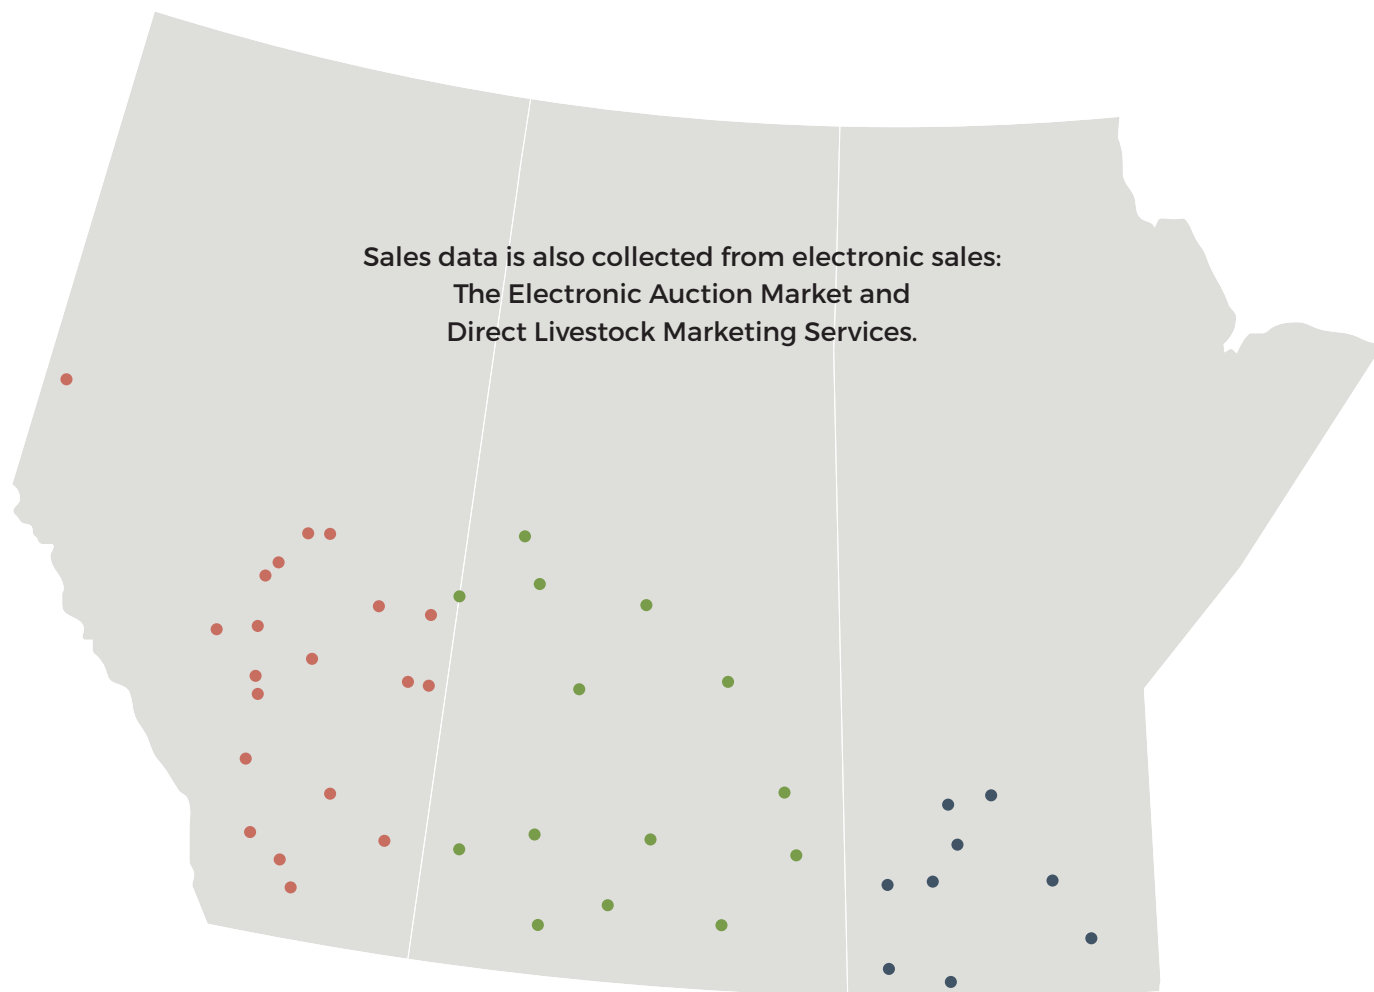 Sales data is also collected from electronic sales:
The Electronic Auction Market and
Direct Livestock Marketing Services.